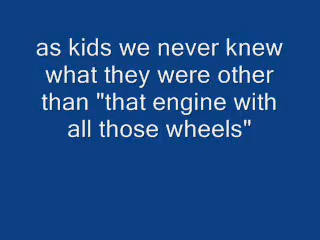 as kids we never knew
what they were other
than "that engine with
all those wheels"